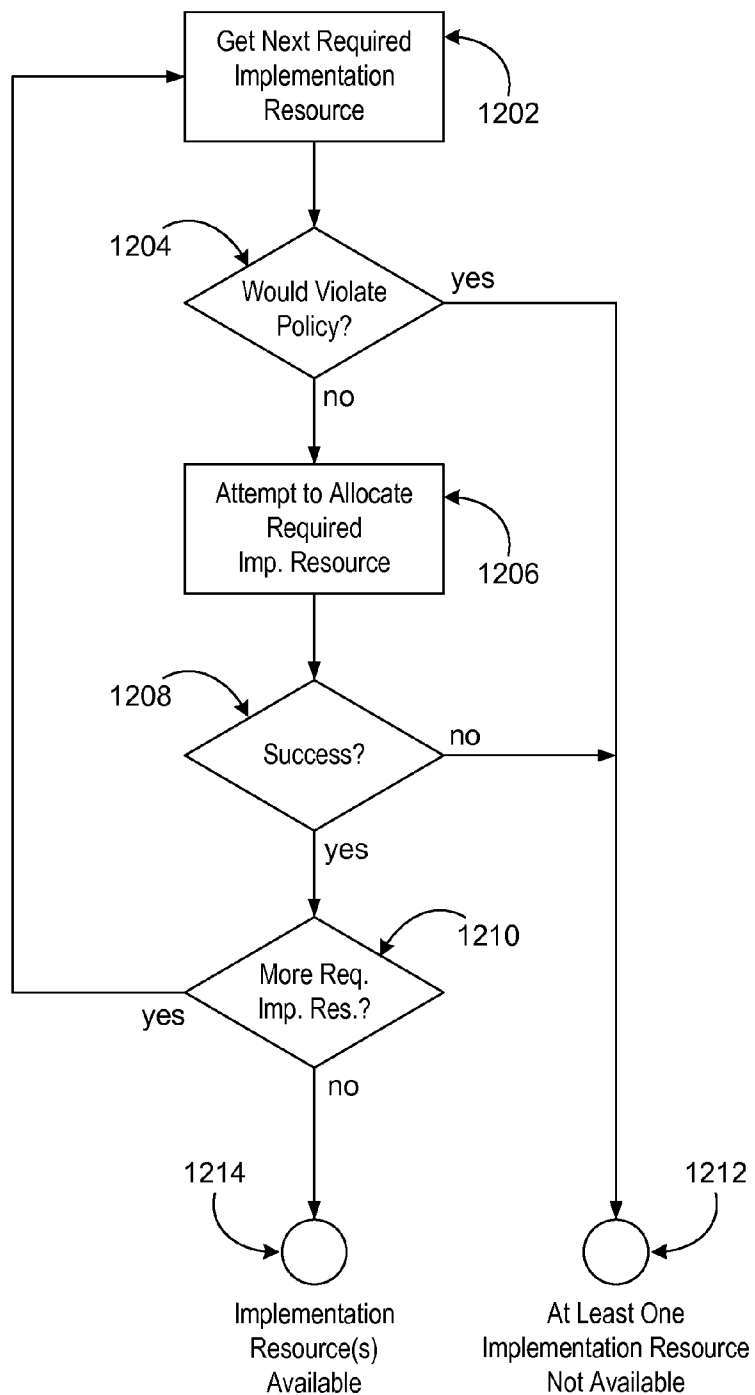 Get Next Required
Implementation
Resource
1202
1204
Would Violate
Policy?
yes
no
Attempt to Allocate
Required
Imp. Resource
1206
1208
Success?
no
yes
1210
More Req.
Imp. Res.?
yes
no
1214
1212
Implementation
Resource(s)
Available
At Least One
Implementation Resource
Not Available